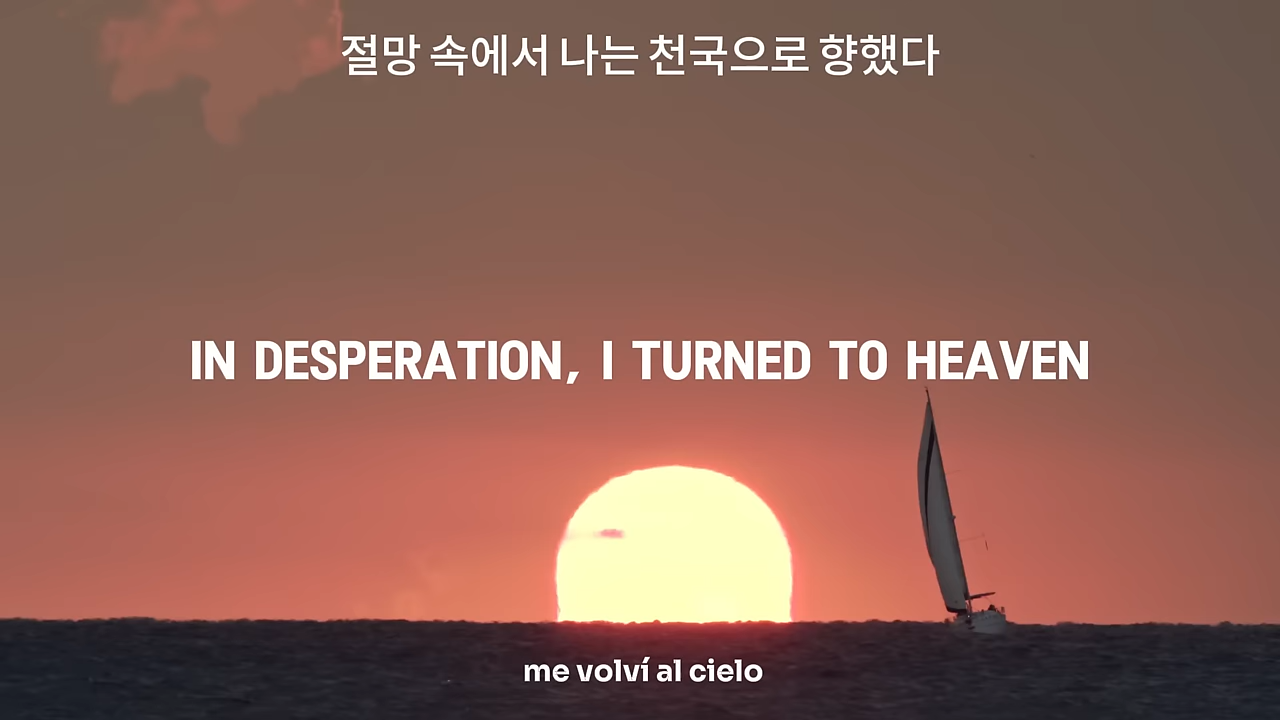 절망 속에서 나는 천국으로 향했다
IN DESPERATION, I TURNED TO HEAVEN
me volví al cielo